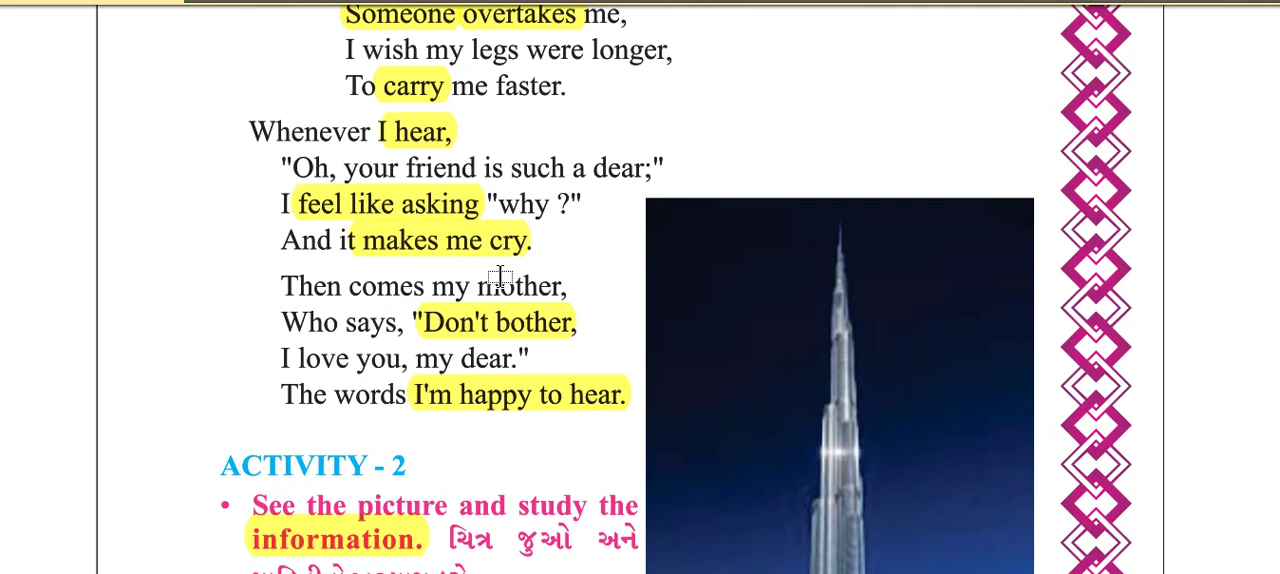 Someone overtakes me,
I wish my legs were longer,
To carry me faster.
Whenever I hear,
"Oh, your friend is such a dear;"
I feel like asking "why ?"
And it makes me cry.
Then comes my mother,
Who says, "Don't bother,
I love you, my dear."
The words I'm happy to hear.
ACTIVITY - 2
• See the picture and study the
information. ચિત્ર જુઓ અને